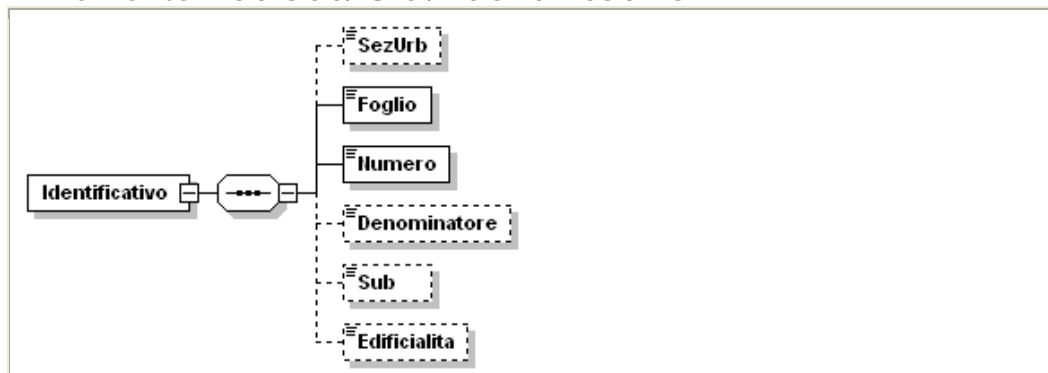 SezUrb
Foglio
Numero
Identificativo
Denominatore
Sub
Edificialita